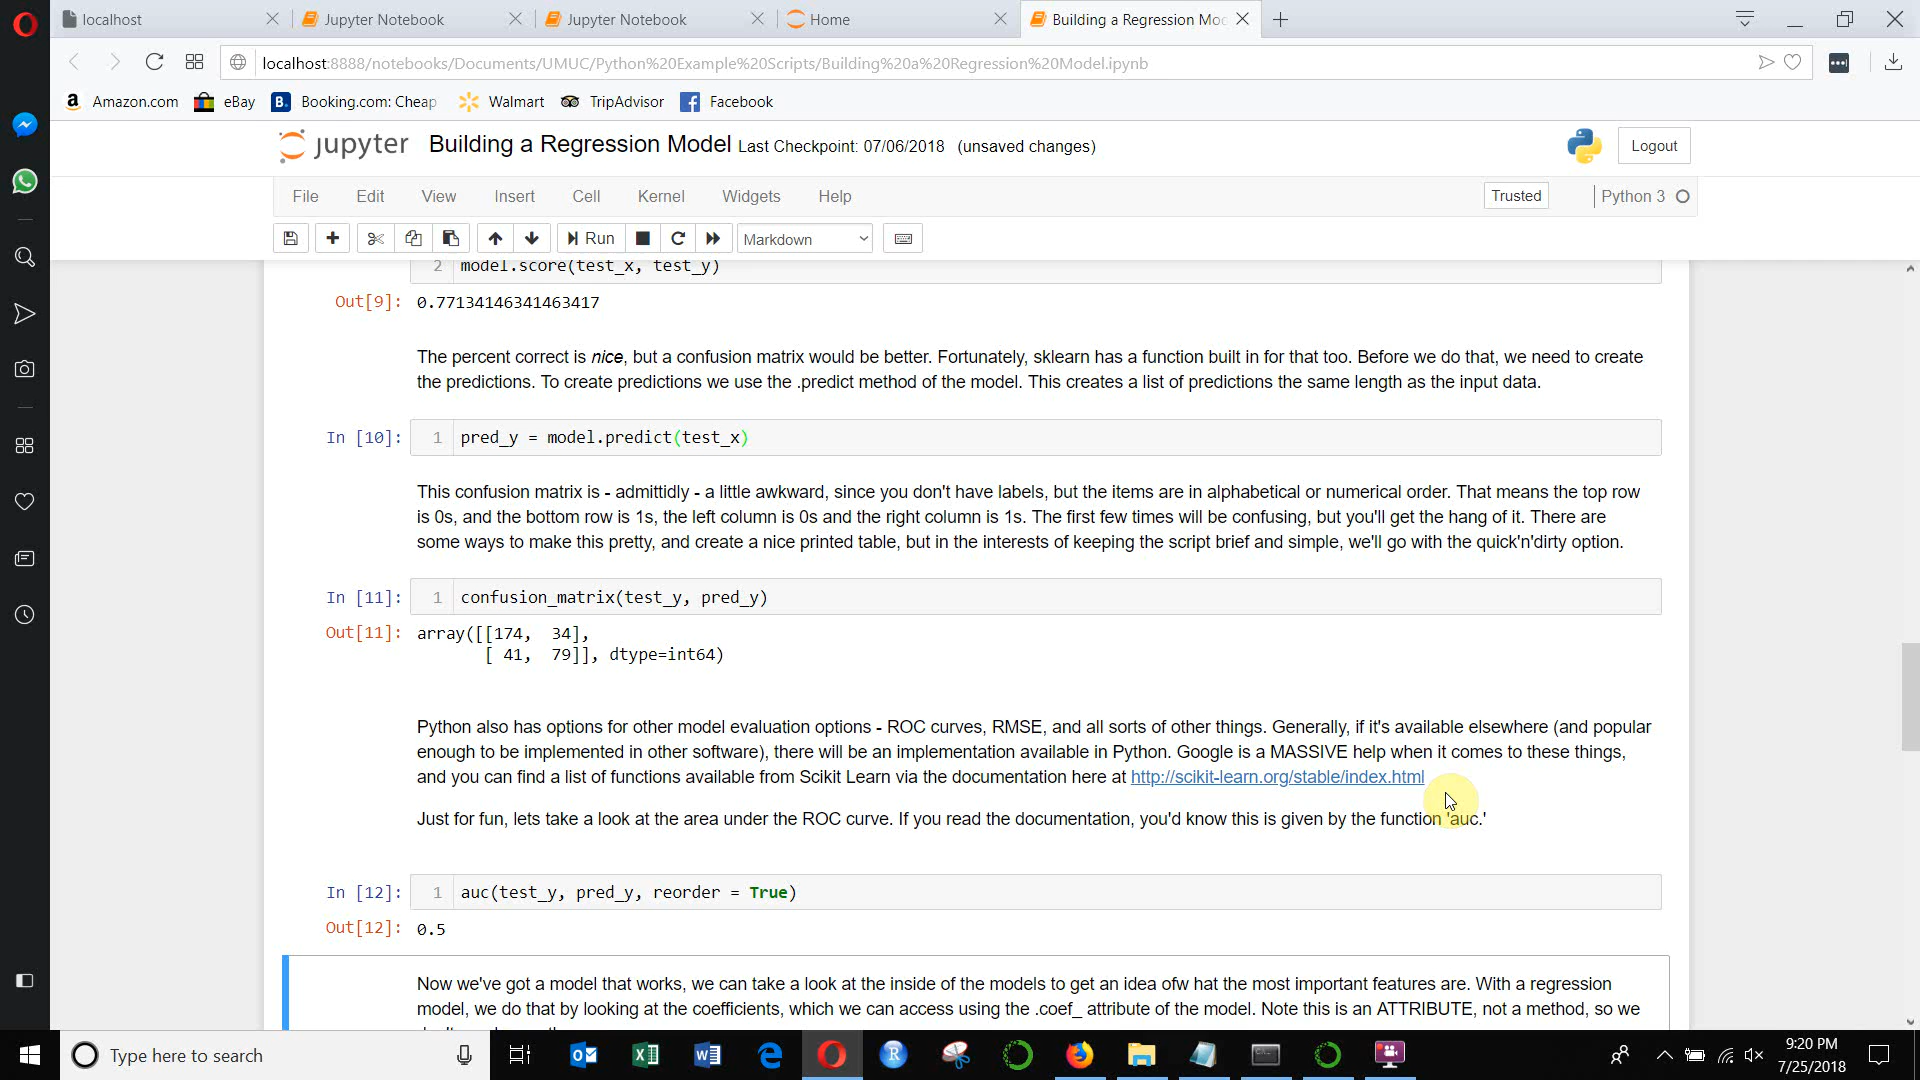 localhost
Jupyter Notebook
Jupyter Notebook
Home
Building a Regression Mod
localhost:8888/notebooks/Documents/UMUC/Python%20Example%20Scripts/Building%20a%20Regression%20Model.ipynb
Amazon.com
eBay
B.
Booking.com: Cheap
Walmart
TripAdvisor
Facebook
jupyter
Building a Regression Model Last Checkpoint: 07/06/2018 (unsaved changes)
Logout
File Edit View Insert Cell Kernel Widgets Help
Trusted
Python 3
Run
Markdown
2 model.score(test_x, test_y)
Out[9]: 0.77134146341463417
The percent correct is nice, but a confusion matrix would be better. Fortunately, sklearn has a function built in for that too. Before we do that, we need to create
the predictions. To create predictions we use the .predict method of the model. This creates a list of predictions the same length as the input data.
In [10]: 1 pred_y = model.predict(test_x)
This confusion matrix is - admittidly - a little awkward, since you don't have labels, but the items are in alphabetical or numerical order. That means the top row
is 0s, and the bottom row is 1s, the left column is 0s and the right column is 1s. The first few times will be confusing, but you'll get the hang of it. There are
some ways to make this pretty, and create a nice printed table, but in the interests of keeping the script brief and simple, we'll go with the quick'n'dirty option.
In [11]: 1 confusion_matrix(test_y, pred_y)
Out[11]: array([[174, 34],
[ 41, 79]], dtype=int64)
Python also has options for other model evaluation options - ROC curves, RMSE, and all sorts of other things. Generally, if it's available elsewhere (and popular
enough to be implemented in other software), there will be an implementation available in Python. Google is a MASSIVE help when it comes to these things,
and you can find a list of functions available from Scikit Learn via the documentation here at http://scikit-learn.org/stable/index.html
Just for fun, lets take a look at the area under the ROC curve. If you read the documentation, you'd know this is given by the function 'auc.'
In [12]: 1 auc(test_y, pred_y, reorder = True)
Out[12]: 0.5
Now we've got a model that works, we can take a look at the inside of the models to get an idea ofw hat the most important features are. With a regression
model, we do that by looking at the coefficients, which we can access using the .coef_ attribute of the model. Note this is an ATTRIBUTE, not a method, so we
Type here to search
9:20 PM
7/25/2018